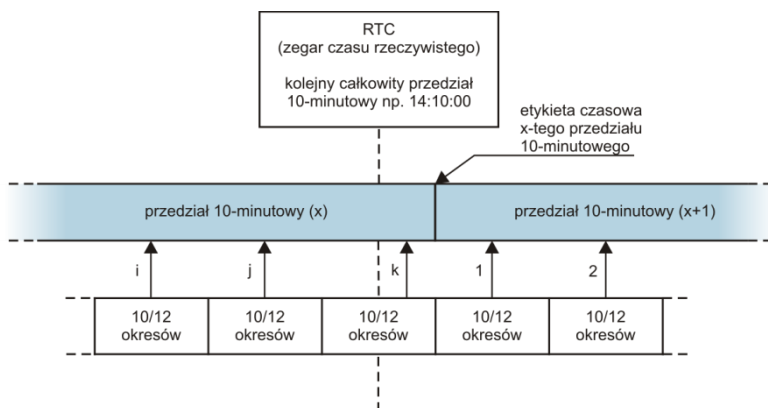 RTC
(zegar czasu rzeczywistego)
kolejny całkowity przedział
10-minutowy np. 14:10:00
etykieta czasowa
x-tego przedziału
10-minutowego
przedział 10-minutowy (x)
przedział 10-minutowy (x+1)
i
j
k
1
2
10/12
okresów
10/12
okresów
10/12
okresów
10/12
okresów
10/12
okresów